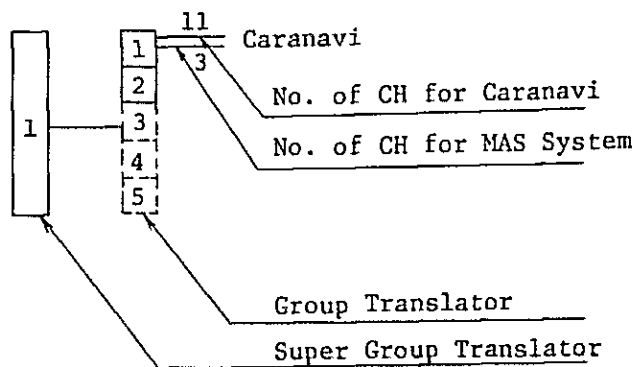 11
1 Caranavi
3
2
No. of CH for Caranavi
1 3
No. of CH for MAS System
4
5
Group Translator
Super Group Translator